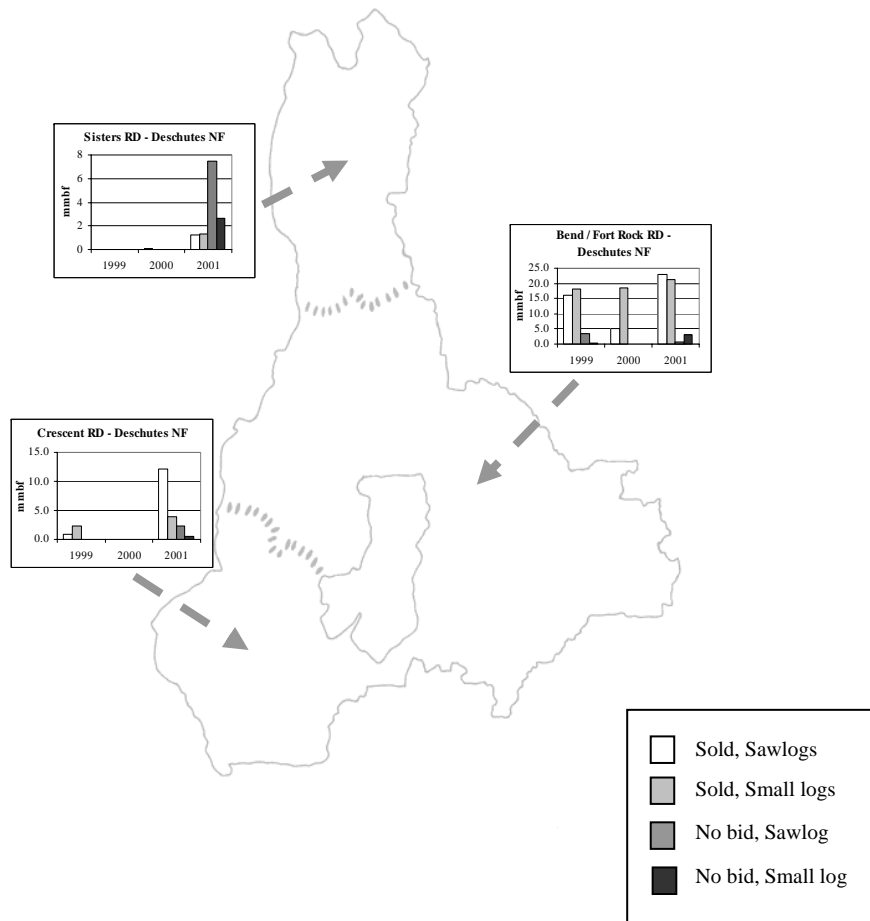 Sisters RD - Deschutes NF
8
6
4
2
0
mmbf
1999 2000 2001
Bend / Fort Rock RD -
Deschutes NF
25.0
20.0
15.0
10.0
5.0
0.0
mmbf
1999 2000 2001
Crescent RD - Deschutes NF
15.0
10.0
5.0
0.0
mmbf
1999 2000 2001
Sold, Sawlogs
Sold, Small logs
No bid, Sawlog
No bid, Small log